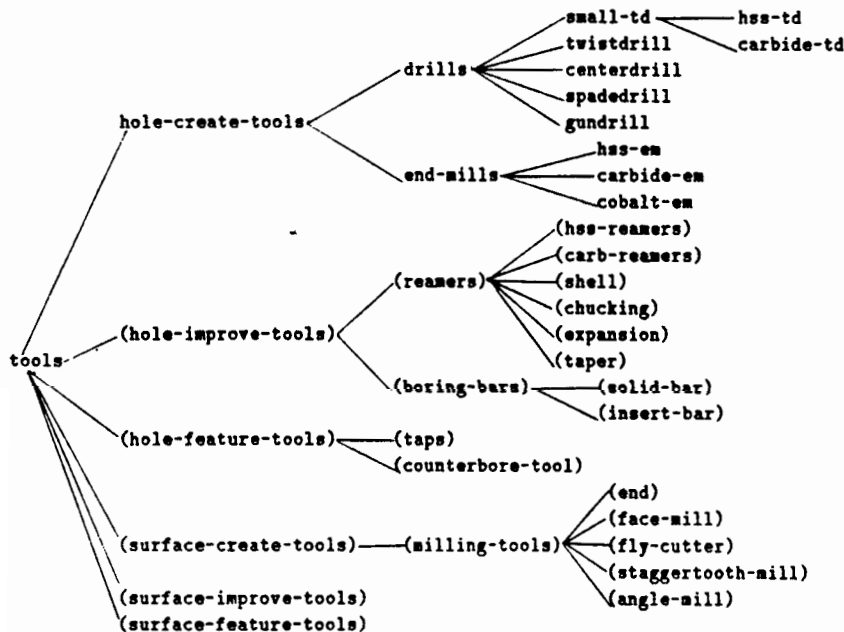 small-td hss-td
twistdrill carbide-td
drills centerdrill
spadedrill
hole-create-tools gundrill
hss-em
end-mills carbide-em
cobalt-em
(hss-reamers)
(carb-reamers)
(reamers) (shell)
(chucking)
(hole-improve-tools) (expansion)
tools (taper)
(boring-bars) (solid-bar)
(insert-bar)
(hole-feature-tools) (taps)
(counterbore-tool)
(end)
(face-mill)
(surface-create-tools) (milling-tools) (fly-cutter)
(staggertooth-mill)
(surface-improve-tools) (angle-mill)
(surface-feature-tools)